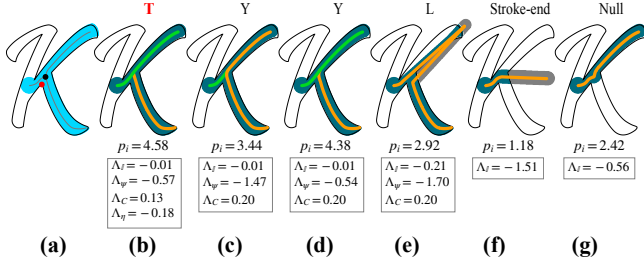 T Y Y L Stroke-end Null
K K K K K K K
p_i = 4.58 p_i = 3.44 p_i = 4.38 p_i = 2.92 p_i = 1.18 p_i = 2.42
Λ_l = −0.01 Λ_l = −0.01 Λ_l = −0.01 Λ_l = −0.21 Λ_l = −1.51 Λ_l = −0.56
Λ_ψ = −0.57 Λ_ψ = −1.47 Λ_ψ = −0.54 Λ_ψ = −1.70
Λ_C = 0.13 Λ_C = 0.20 Λ_C = 0.20 Λ_C = 0.20
Λ_η = −0.18
(a) (b) (c) (d) (e) (f) (g)